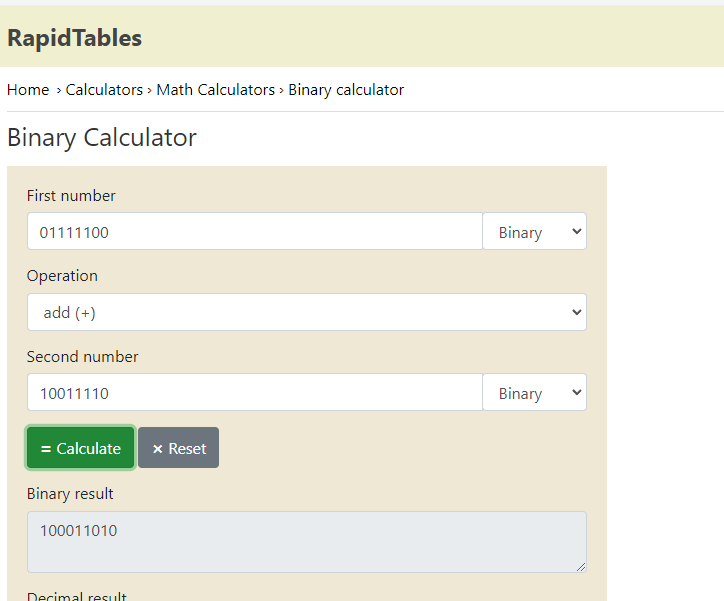 RapidTables
Home › Calculators › Math Calculators › Binary calculator
Binary Calculator
First number
01111100 Binary
Operation
add (+)
Second number
10011110 Binary
= Calculate × Reset
Binary result
100011010
Decimal result